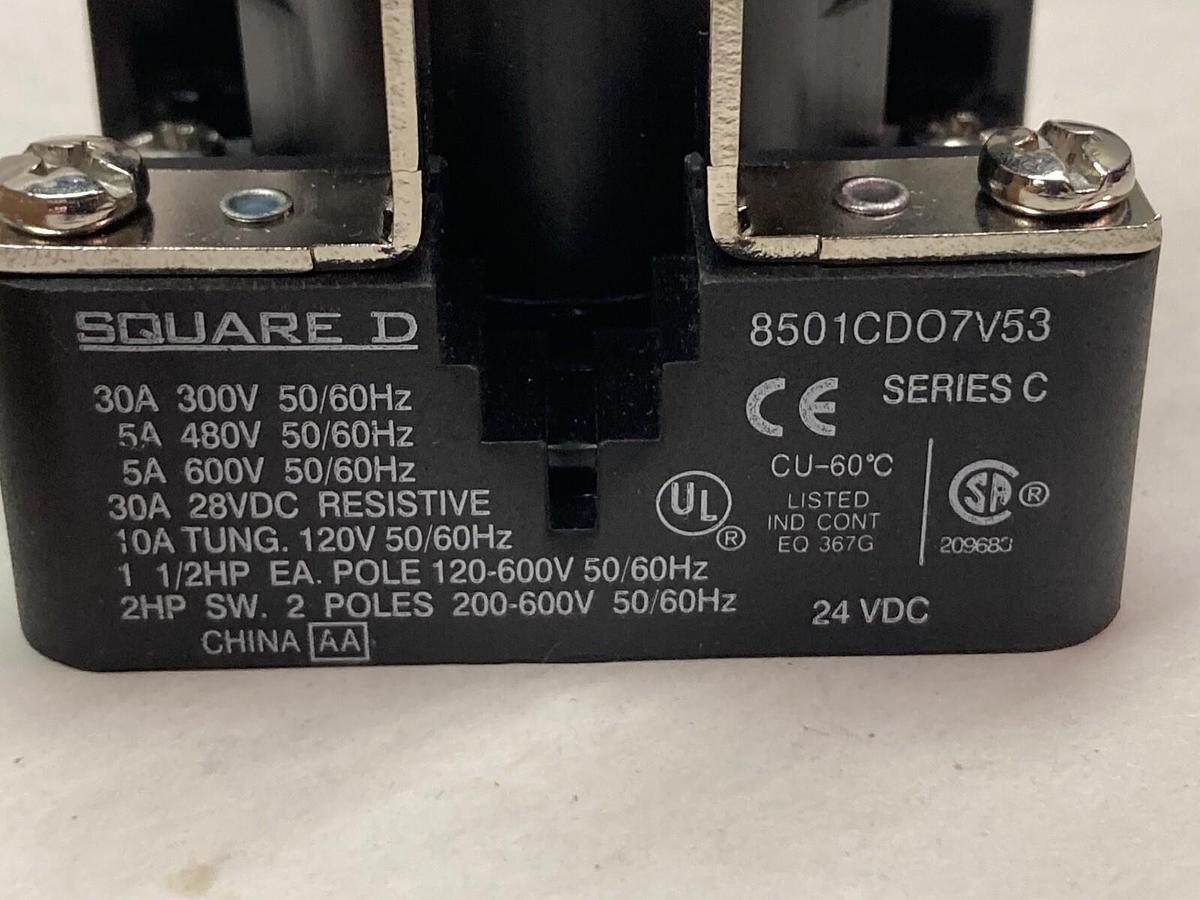 SQUARE D
30A 300V 50/60Hz
5A 480V 50/60Hz
5A 600V 50/60Hz
30A 28VDC RESISTIVE
10A TUNG. 120V 50/60Hz
1 1/2HP EA. POLE 120-600V 50/60Hz
2HP SW. 2 POLES 200-600V 50/60Hz
CHINA AA
8501CDO7V53
CE SERIES C
CU-60°C
UL ®
LISTED
IND CONT
EQ 367G
SA ®
209683
24 VDC